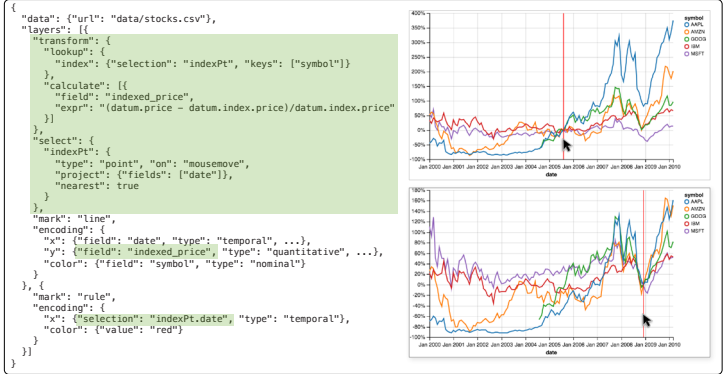 {
  "data": {"url": "data/stocks.csv"},
  "layers": [{
    "transform": {
      "lookup": {
        "index": {"selection": "indexPt", "keys": ["symbol"]}
      },
      "calculate": [{
        "field": "indexed_price",
        "expr": "(datum.price - datum.index.price)/datum.index.price"
      }]
    },
    "select": {
      "indexPt": {
        "type": "point", "on": "mousemove",
        "project": {"fields": ["date"]},
        "nearest": true
      }
    },
    "mark": "line",
    "encoding": {
      "x": {"field": "date", "type": "temporal", ...},
      "y": {"field": "indexed_price", "type": "quantitative", ...},
      "color": {"field": "symbol", "type": "nominal"}
    }
  }, {
    "mark": "rule",
    "encoding": {
      "x": {"selection": "indexPt.date", "type": "temporal"},
      "color": {"value": "red"}
    }
  }]
}
400%
350%
300%
250%
200%
150%
100%
50%
0%
-50%
-100%
Jan 2000 Jan 2001 Jan 2002 Jan 2003 Jan 2004 Jan 2005 Jan 2006 Jan 2007 Jan 2008 Jan 2009 Jan 2010
date
symbol
AAPL
AMZN
GOOG
IBM
MSFT
180%
160%
140%
120%
100%
80%
60%
40%
20%
0%
-20%
-40%
-60%
-80%
-100%
Jan 2000 Jan 2001 Jan 2002 Jan 2003 Jan 2004 Jan 2005 Jan 2006 Jan 2007 Jan 2008 Jan 2009 Jan 2010
date
symbol
AAPL
AMZN
GOOG
IBM
MSFT